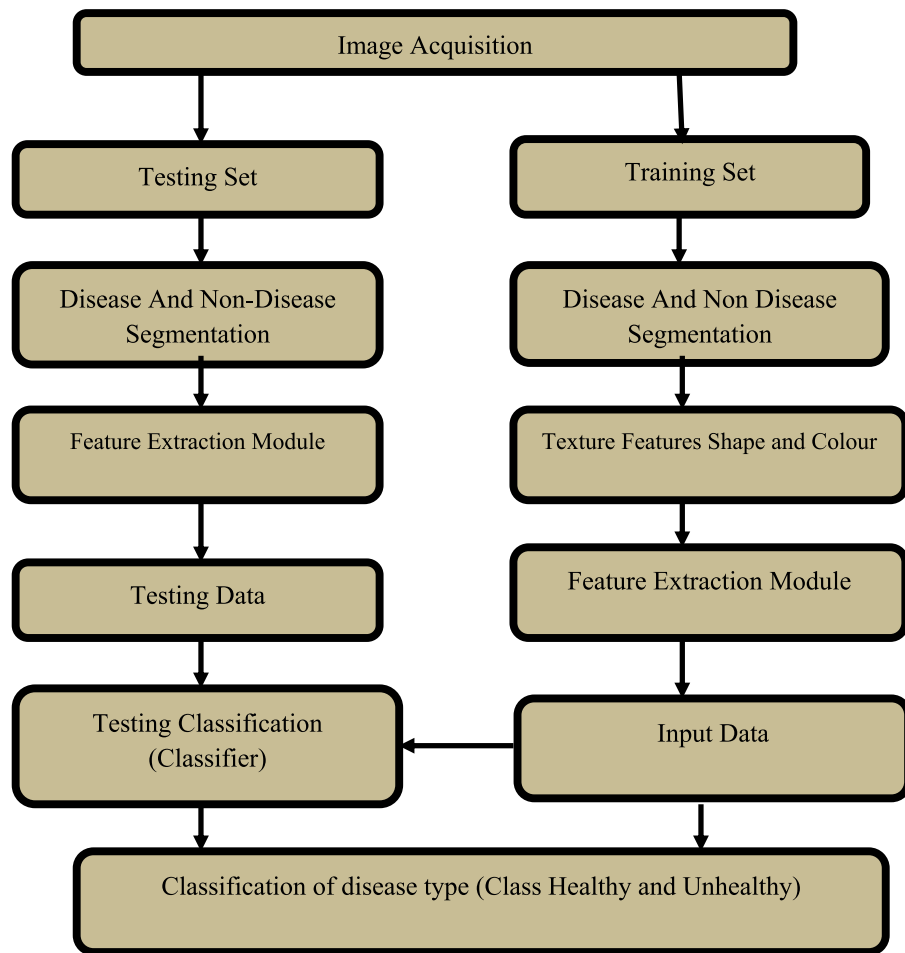 Image Acquisition
Testing Set
Training Set
Disease And Non-Disease
Segmentation
Disease And Non Disease
Segmentation
Feature Extraction Module
Texture Features Shape and Colour
Testing Data
Feature Extraction Module
Testing Classification
(Classifier)
Input Data
Classification of disease type (Class Healthy and Unhealthy)